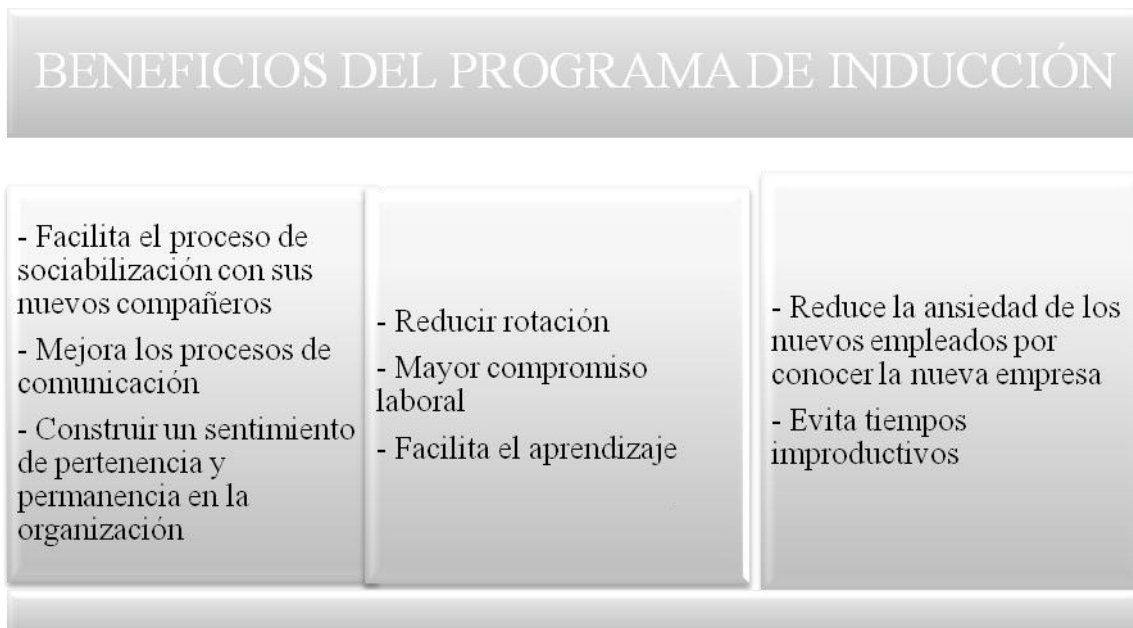 BENEFICIOS DEL PROGRAMA DE INDUCCIÓN
- Facilita el proceso de
sociabilización con sus
nuevos compañeros
- Mejora los procesos de
comunicación
- Construir un sentimiento
de pertenencia y
permanencia en la
organización
- Reducir rotación
- Mayor compromiso
laboral
- Facilita el aprendizaje
- Reduce la ansiedad de los
nuevos empleados por
conocer la nueva empresa
- Evita tiempos
improductivos